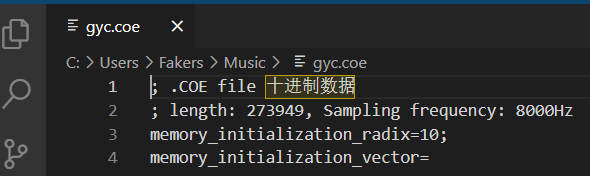 gyc.coe
C: > Users > Fakers > Music > gyc.coe
1 ; .COE file 十进制数据
2 ; length: 273949, Sampling frequency: 8000Hz
3 memory_initialization_radix=10;
4 memory_initialization_vector=